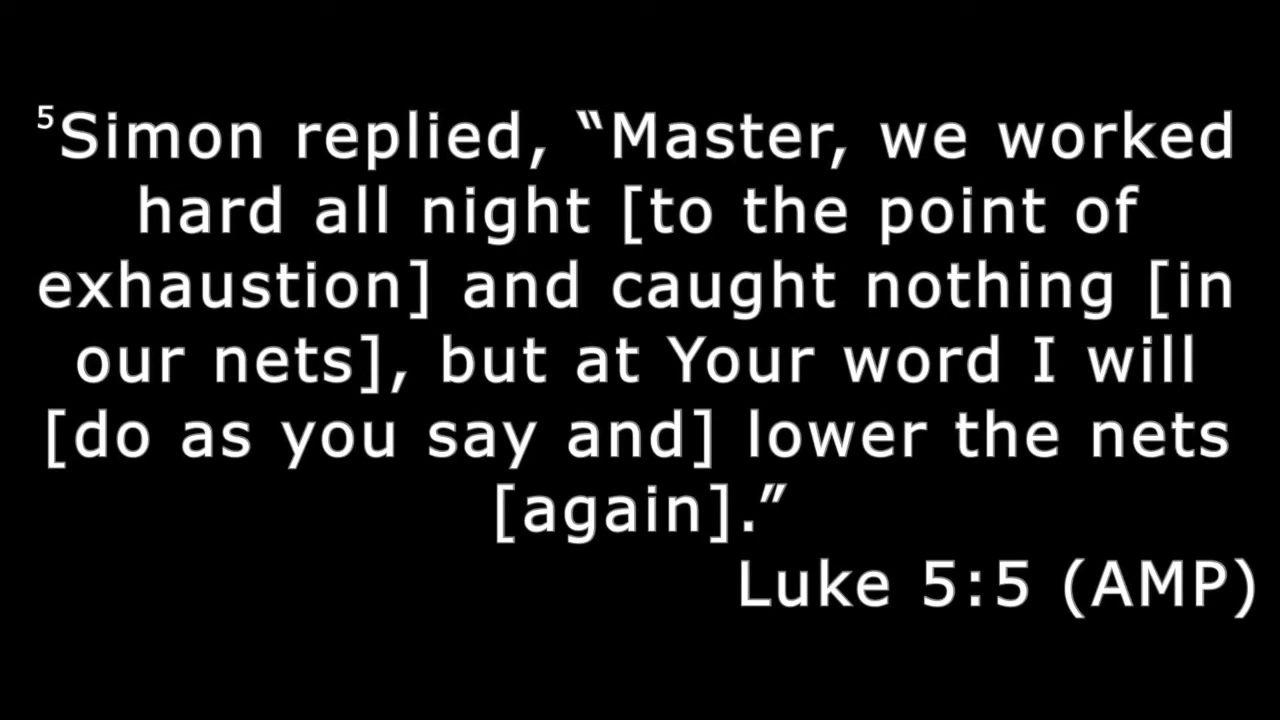 ⁵Simon replied, “Master, we worked
hard all night [to the point of
exhaustion] and caught nothing [in
our nets], but at Your word I will
[do as you say and] lower the nets
[again].”
Luke 5:5 (AMP)